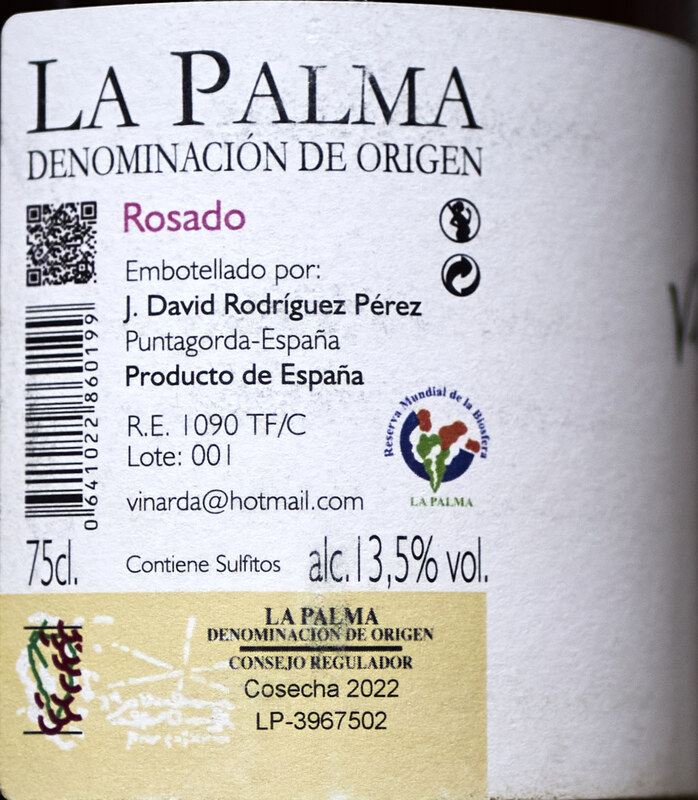 LA PALMA
DENOMINACIÓN DE ORIGEN
Rosado
Embotellado por:
J. David Rodríguez Pérez
Puntagorda-España
Producto de España
R.E. 1090 TF/C
Lote: 001
vinarda@hotmail.com
0641022860199
Reserva Mundial de la Biosfera
LA PALMA
75cl.
Contiene Sulfitos
alc. 13,5% vol.
LA PALMA
DENOMINACIÓN DE ORIGEN
CONSEJO REGULADOR
Cosecha 2022
LP-3967502